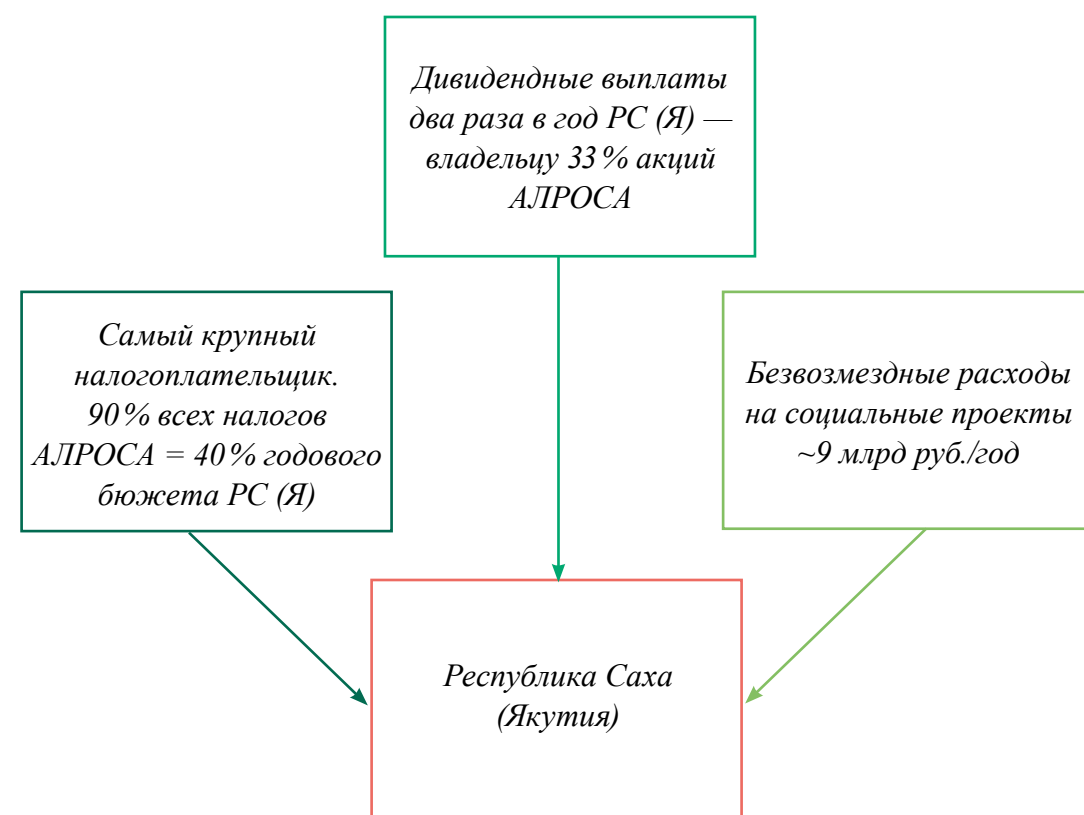 Дивидендные выплаты
два раза в год РС (Я) —
владельцу 33 % акций
АЛРОСА
Самый крупный
налогоплательщик.
90 % всех налогов
АЛРОСА = 40 % годового
бюжета РС (Я)
Безвозмездные расходы
на социальные проекты
~9 млрд руб./год
Республика Саха
(Якутия)